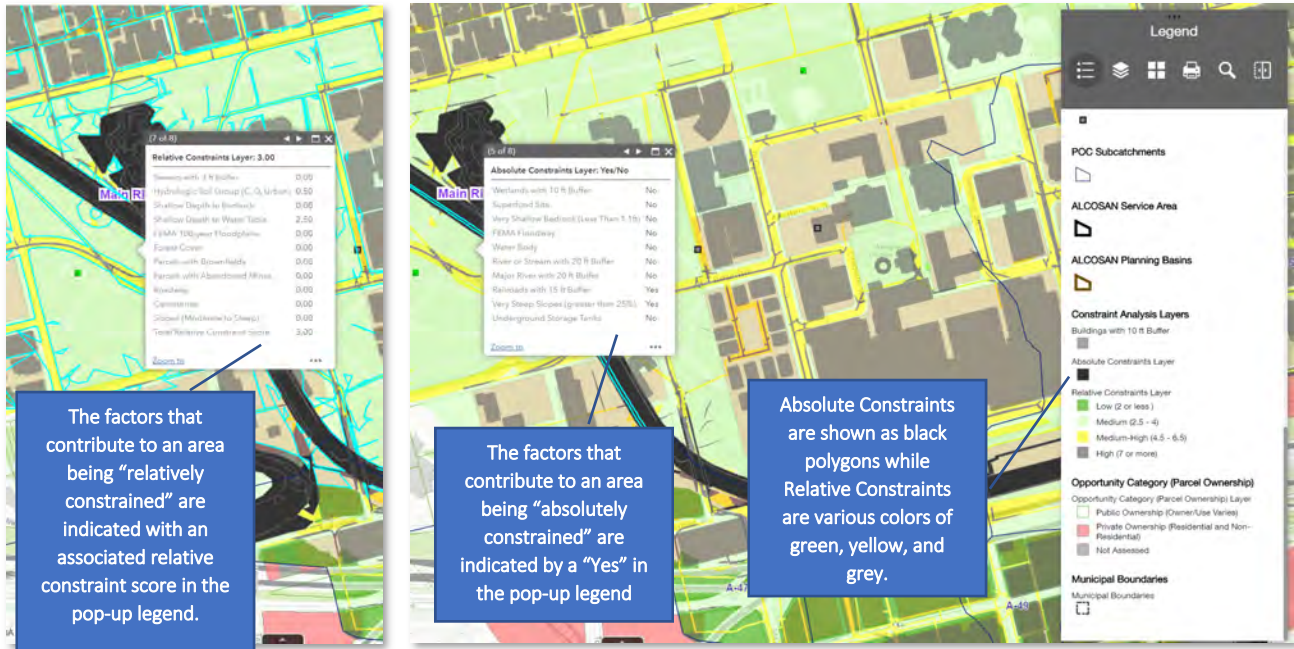 (7 of 8)
Relative Constraints Layer: 3.00
Sewers with 3 ft Buffer 0.00
Hydrologic Soil Group (C, D, Urban) 0.50
Shallow Depth to Bedrock 0.00
Shallow Depth to Water Table 2.50
FEMA 100-year Floodplains 0.00
Forest Cover 0.00
Parcels with Brownfields 0.00
Parcels with Abandoned Mines 0.00
Roadway 0.00
Cemeteries 0.00
Slopes (Moderate to Steep) 0.00
Total Relative Constraint Score 3.00
Zoom to
Main Ri
The factors that
contribute to an area
being “relatively
constrained” are
indicated with an
associated relative
constraint score in the
pop-up legend.
(5 of 8)
Absolute Constraints Layer: Yes/No
Wetlands with 10 ft Buffer No
Superfund Site No
Very Shallow Bedrock (Less Than 1 ft) No
FEMA Floodway No
Water Body No
River or Stream with 20 ft Buffer No
Major River with 20 ft Buffer No
Railroads with 15 ft Buffer Yes
Very Steep Slopes (greater than 25%) Yes
Underground Storage Tanks No
Zoom to
Main Ri
The factors that
contribute to an area
being “absolutely
constrained” are
indicated by a “Yes” in
the pop-up legend
Absolute Constraints
are shown as black
polygons while
Relative Constraints
are various colors of
green, yellow, and
grey.
A-47
A-49
Legend
POC Subcatchments
ALCOSAN Service Area
ALCOSAN Planning Basins
Constraint Analysis Layers
Buildings with 10 ft Buffer
Absolute Constraints Layer
Relative Constraints Layer
Low (2 or less )
Medium (2.5 - 4)
Medium-High (4.5 - 6.5)
High (7 or more)
Opportunity Category (Parcel Ownership)
Opportunity Category (Parcel Ownership) Layer
Public Ownership (Owner/Use Varies)
Private Ownership (Residential and Non-
Residential)
Not Assessed
Municipal Boundaries
Municipal Boundaries